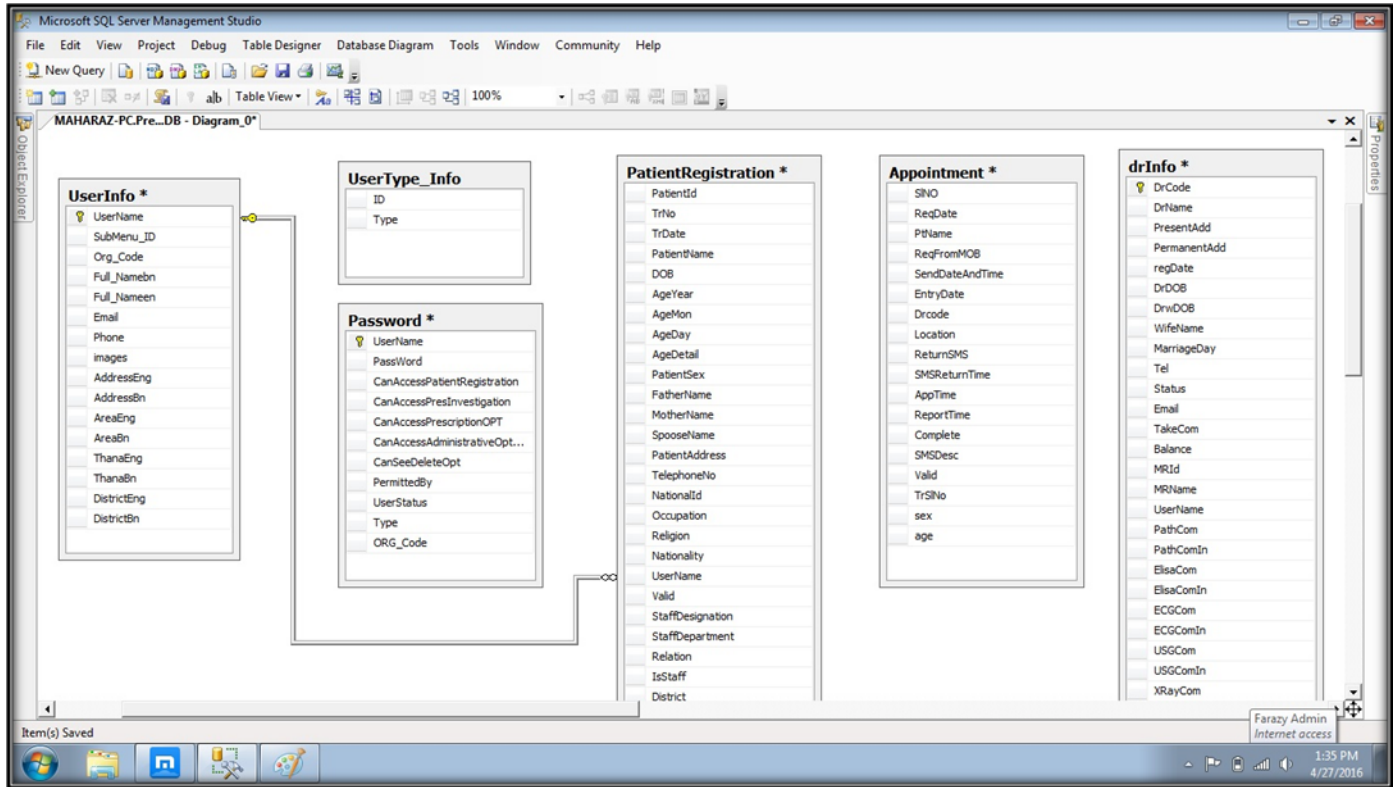 Microsoft SQL Server Management Studio
File Edit View Project Debug Table Designer Database Diagram Tools Window Community Help
New Query
Table View 100%
MAHARAZ-PC.Pre...DB - Diagram_0*
Object Explorer
Properties
UserInfo *
UserName
SubMenu_ID
Org_Code
Full_Namebn
Full_Nameen
Email
Phone
images
AddressEng
AddressBn
AreaEng
AreaBn
ThanaEng
ThanaBn
DistrictEng
DistrictBn
UserType_Info
ID
Type
Password *
UserName
PassWord
CanAccessPatientRegistration
CanAccessPresInvestigation
CanAccessPrescriptionOPT
CanAccessAdministrativeOpt...
CanSeeDeleteOpt
PermittedBy
UserStatus
Type
ORG_Code
PatientRegistration *
PatientId
TrNo
TrDate
PatientName
DOB
AgeYear
AgeMon
AgeDay
AgeDetail
PatientSex
FatherName
MotherName
SpooseName
PatientAddress
TelephoneNo
NationalId
Occupation
Religion
Nationality
UserName
Valid
StaffDesignation
StaffDepartment
Relation
IsStaff
District
Appointment *
SlNO
ReqDate
PtName
ReqFromMOB
SendDateAndTime
EntryDate
Drcode
Location
ReturnSMS
SMSReturnTime
AppTime
ReportTime
Complete
SMSDesc
Valid
TrSlNo
sex
age
drInfo *
DrCode
DrName
PresentAdd
PermanentAdd
regDate
DrDOB
DrwDOB
WifeName
MarriageDay
Tel
Status
Email
TakeCom
Balance
MRId
MRName
UserName
PathCom
PathComIn
ElisaCom
ElisaComIn
ECGCom
ECGComIn
USGCom
USGComIn
XRayCom
Item(s) Saved
Farazy Admin
Internet access
1:35 PM
4/27/2016